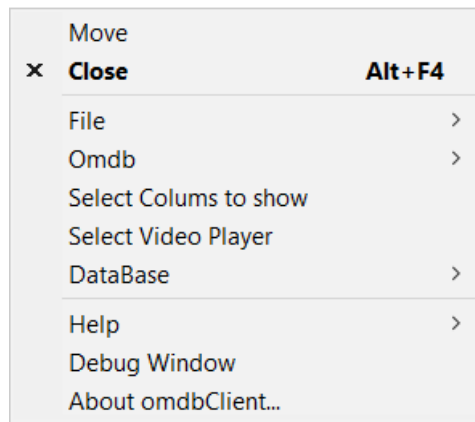 Move
Close Alt+F4
File
Omdb
Select Colums to show
Select Video Player
DataBase
Help
Debug Window
About omdbClient...